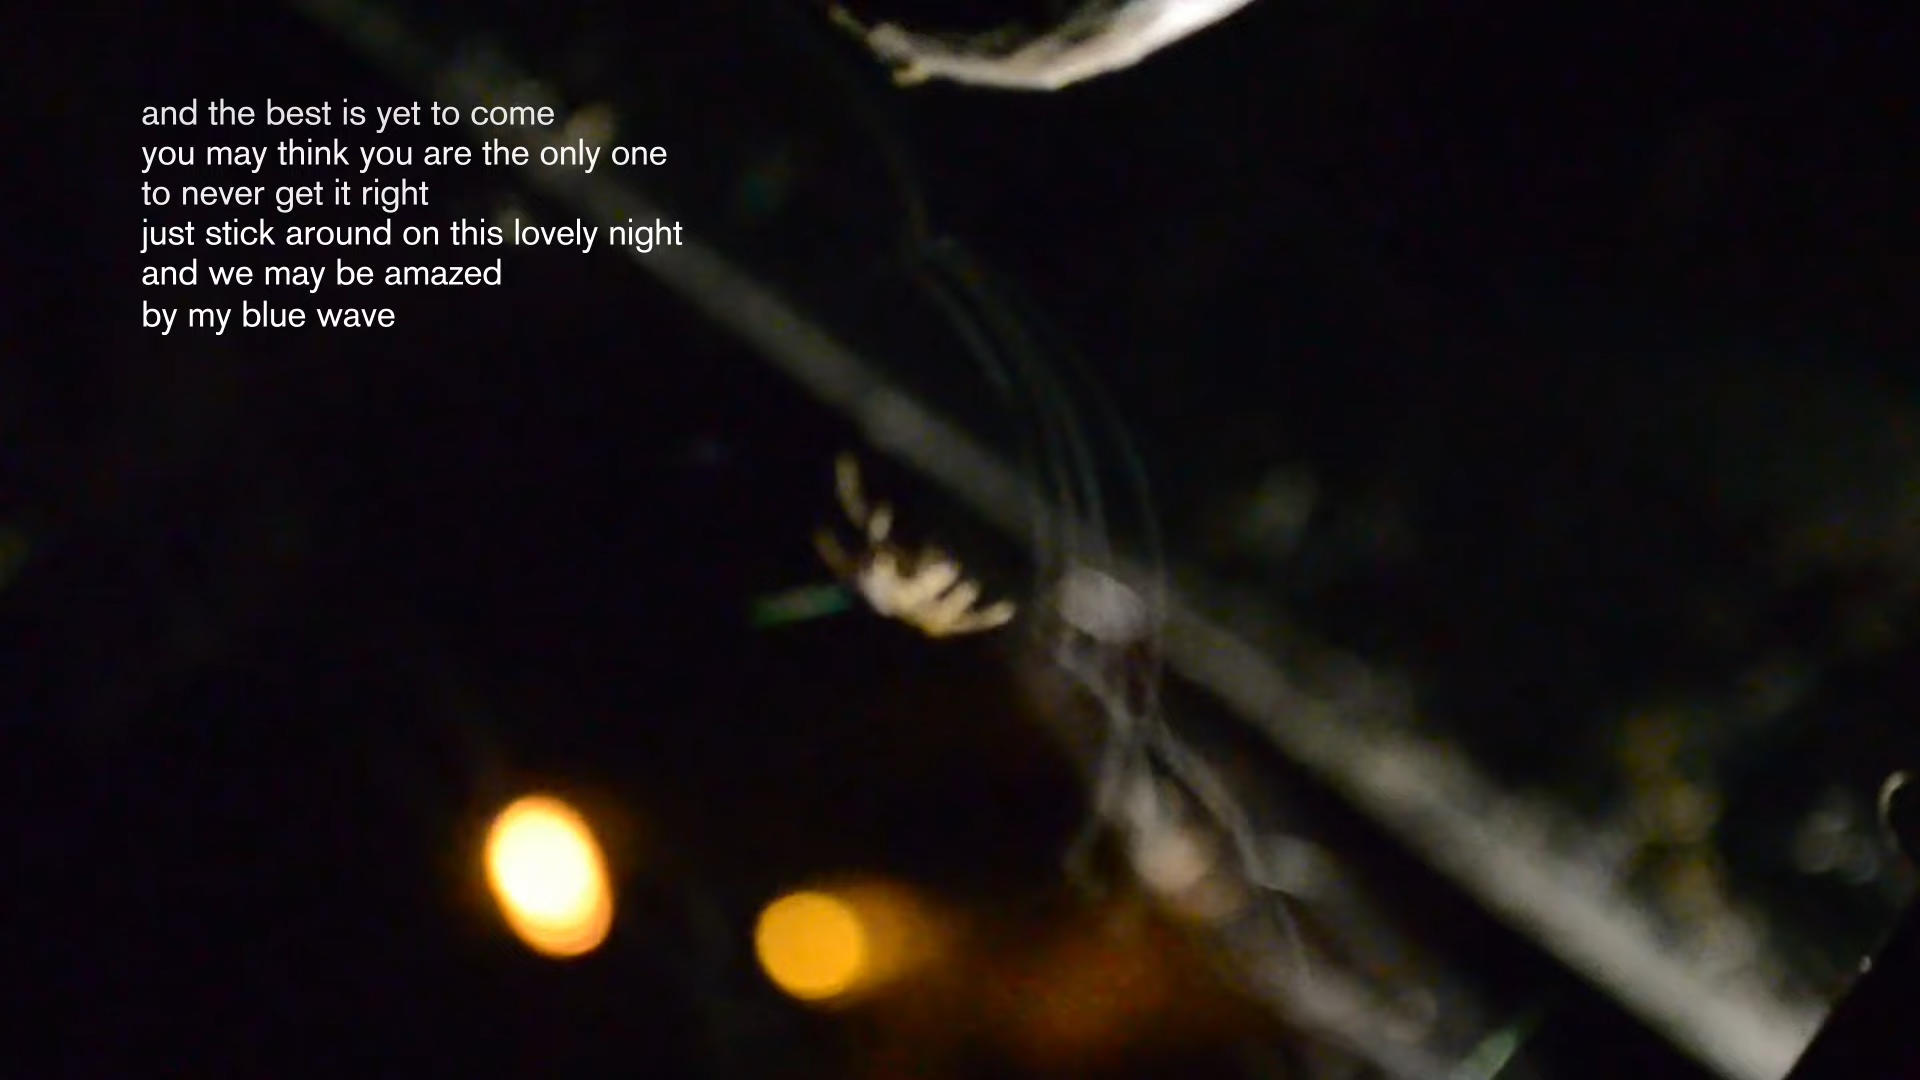 and the best is yet to come
you may think you are the only one
to never get it right
just stick around on this lovely night
and we may be amazed
by my blue wave